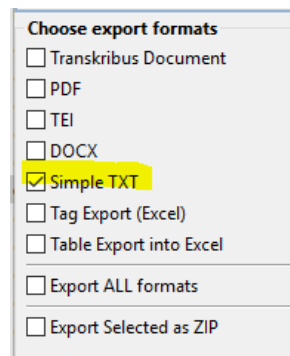 Choose export formats
Transkribus Document
PDF
TEI
DOCX
Simple TXT
Tag Export (Excel)
Table Export into Excel
Export ALL formats
Export Selected as ZIP